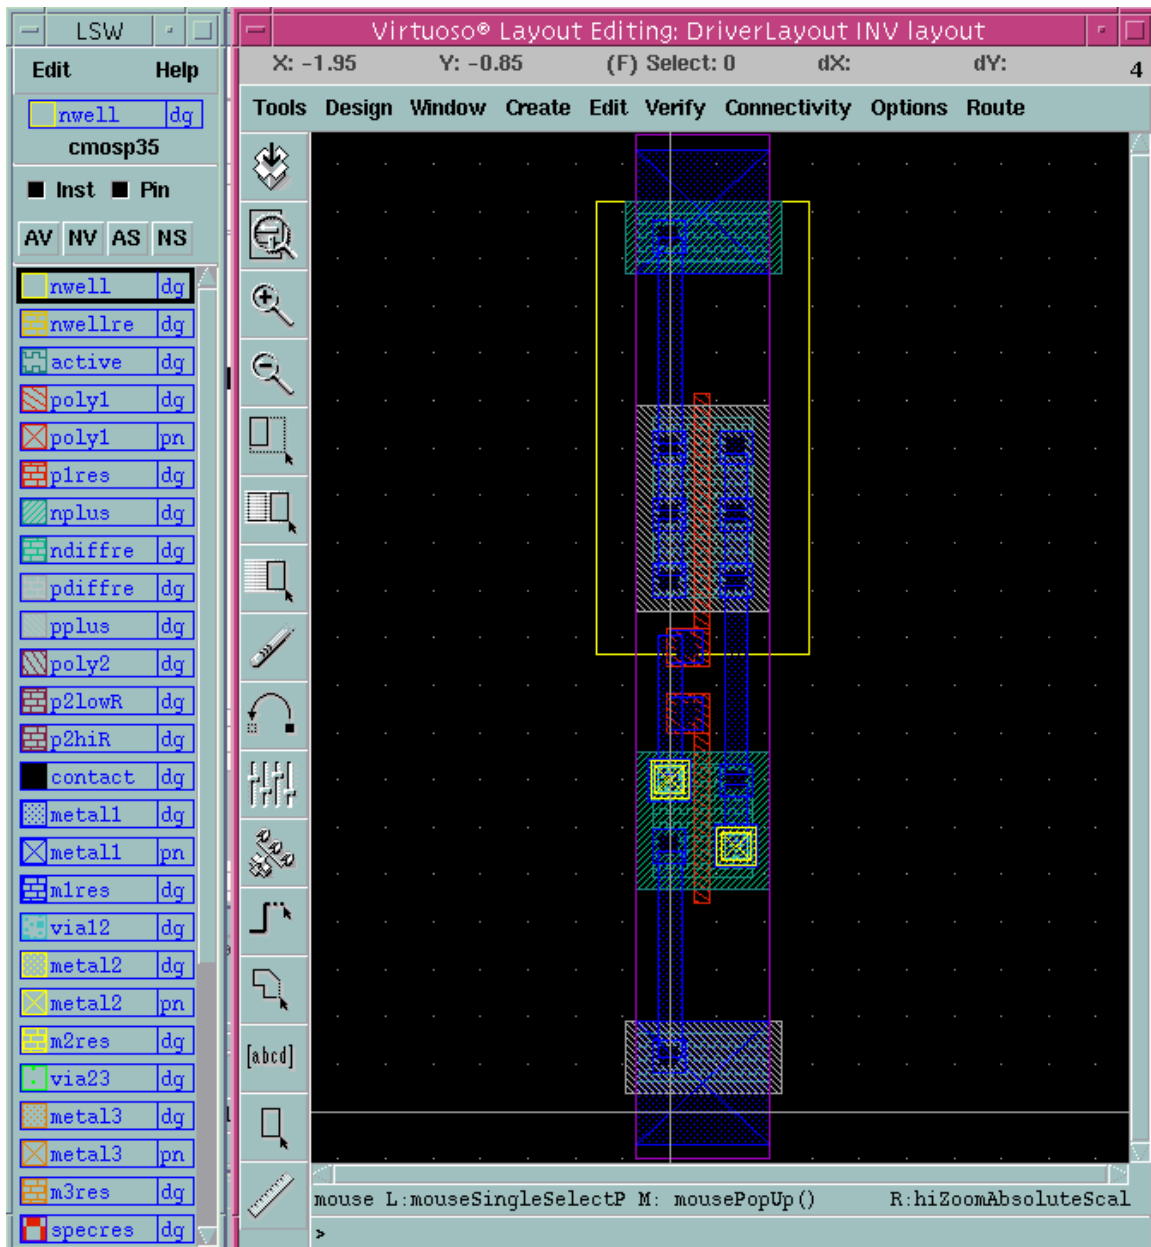 LSW
Edit Help
nwell dg
cmosp35
Inst Pin
AV NV AS NS
nwell dg
nwellre dg
active dg
poly1 dg
poly1 pn
p1res dg
nplus dg
ndiffre dg
pdiffre dg
pplus dg
poly2 dg
p2lowR dg
p2hiR dg
contact dg
metal1 dg
metal1 pn
m1res dg
via12 dg
metal2 dg
metal2 pn
m2res dg
via23 dg
metal3 dg
metal3 pn
m3res dg
specres dg
Virtuoso® Layout Editing: DriverLayout INV layout
X: -1.95 Y: -0.85 (F) Select: 0 dX: dY: 4
Tools Design Window Create Edit Verify Connectivity Options Route
[abcd]
mouse L:mouseSingleSelectP M: mousePopUp() R:hiZoomAbsoluteScal
>